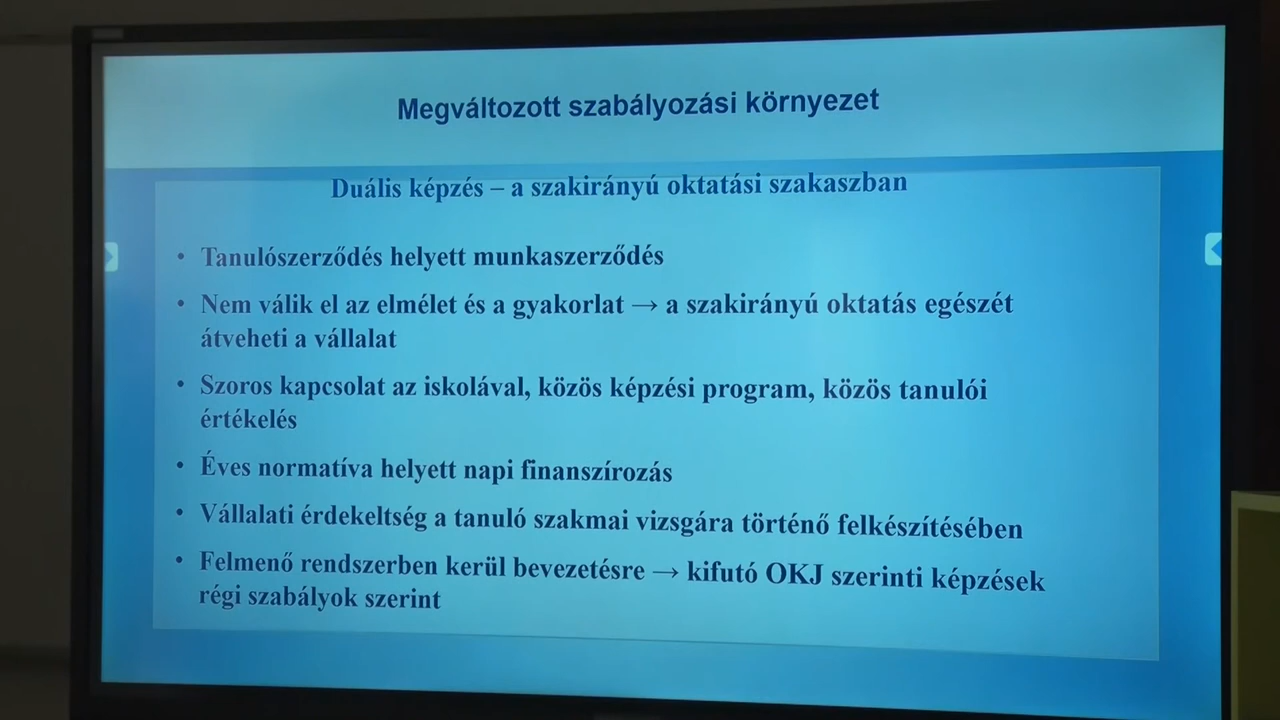 Megváltozott szabályozási környezet
Duális képzés – a szakirányú oktatási szakaszban
• Tanulószerződés helyett munkaszerződés
• Nem válik el az elmélet és a gyakorlat → a szakirányú oktatás egészét
átveheti a vállalat
• Szoros kapcsolat az iskolával, közös képzési program, közös tanulói
értékelés
• Éves normatíva helyett napi finanszírozás
• Vállalati érdekeltség a tanuló szakmai vizsgára történő felkészítésében
• Felmenő rendszerben kerül bevezetésre → kifutó OKJ szerinti képzések
régi szabályok szerint